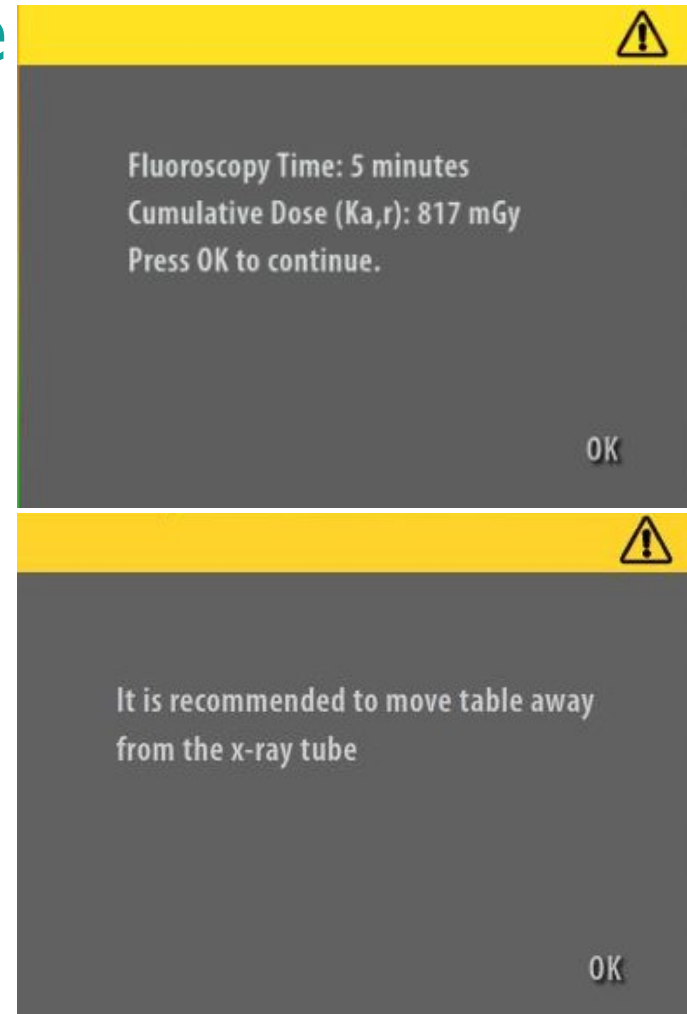 e
Fluoroscopy Time: 5 minutes
Cumulative Dose (Ka,r): 817 mGy
Press OK to continue.
OK
It is recommended to move table away
from the x-ray tube
OK